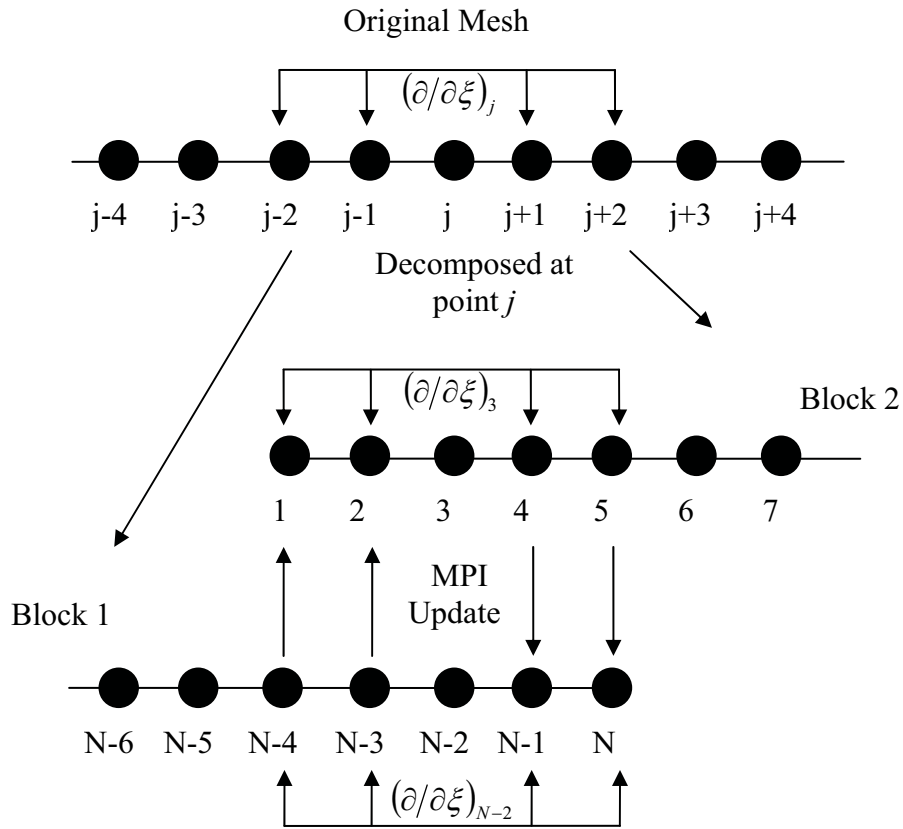 Original Mesh
(∂/∂ξ)_j
j-4 j-3 j-2 j-1 j j+1 j+2 j+3 j+4
Decomposed at
point j
(∂/∂ξ)_3
Block 2
1 2 3 4 5 6 7
MPI
Update
Block 1
N-6 N-5 N-4 N-3 N-2 N-1 N
(∂/∂ξ)_{N−2}